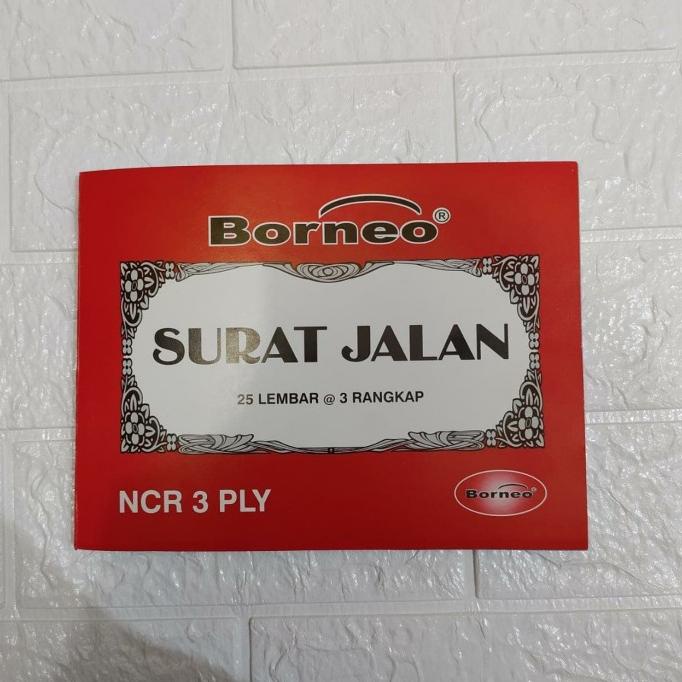 Borneo®
SURAT JALAN
25 LEMBAR @ 3 RANGKAP
NCR 3 PLY
Borneo®